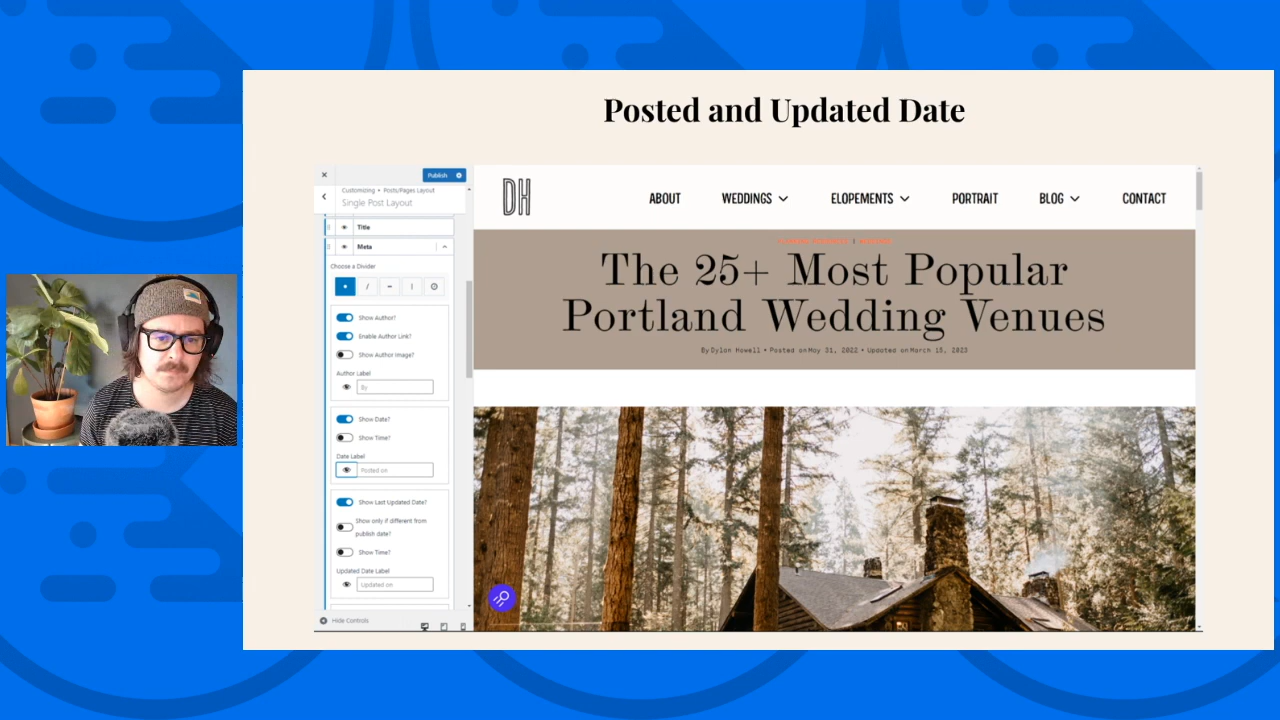 Posted and Updated Date
Publish
Customizing • Posts/Pages Layout
Single Post Layout
Title
Meta
Choose a Divider
Show Author?
Enable Author Link?
Show Author Image?
Author Label
By
Show Date?
Show Time?
Date Label
Posted on
Show Last Updated Date?
Show only if different from
publish date?
Show Time?
Updated Date Label
Updated on
Hide Controls
DH
ABOUT WEDDINGS ELOPEMENTS PORTRAIT BLOG CONTACT
The 25+ Most Popular
Portland Wedding Venues
By Dylan Howell • Posted on May 31, 2022 • Updated on March 15, 2023